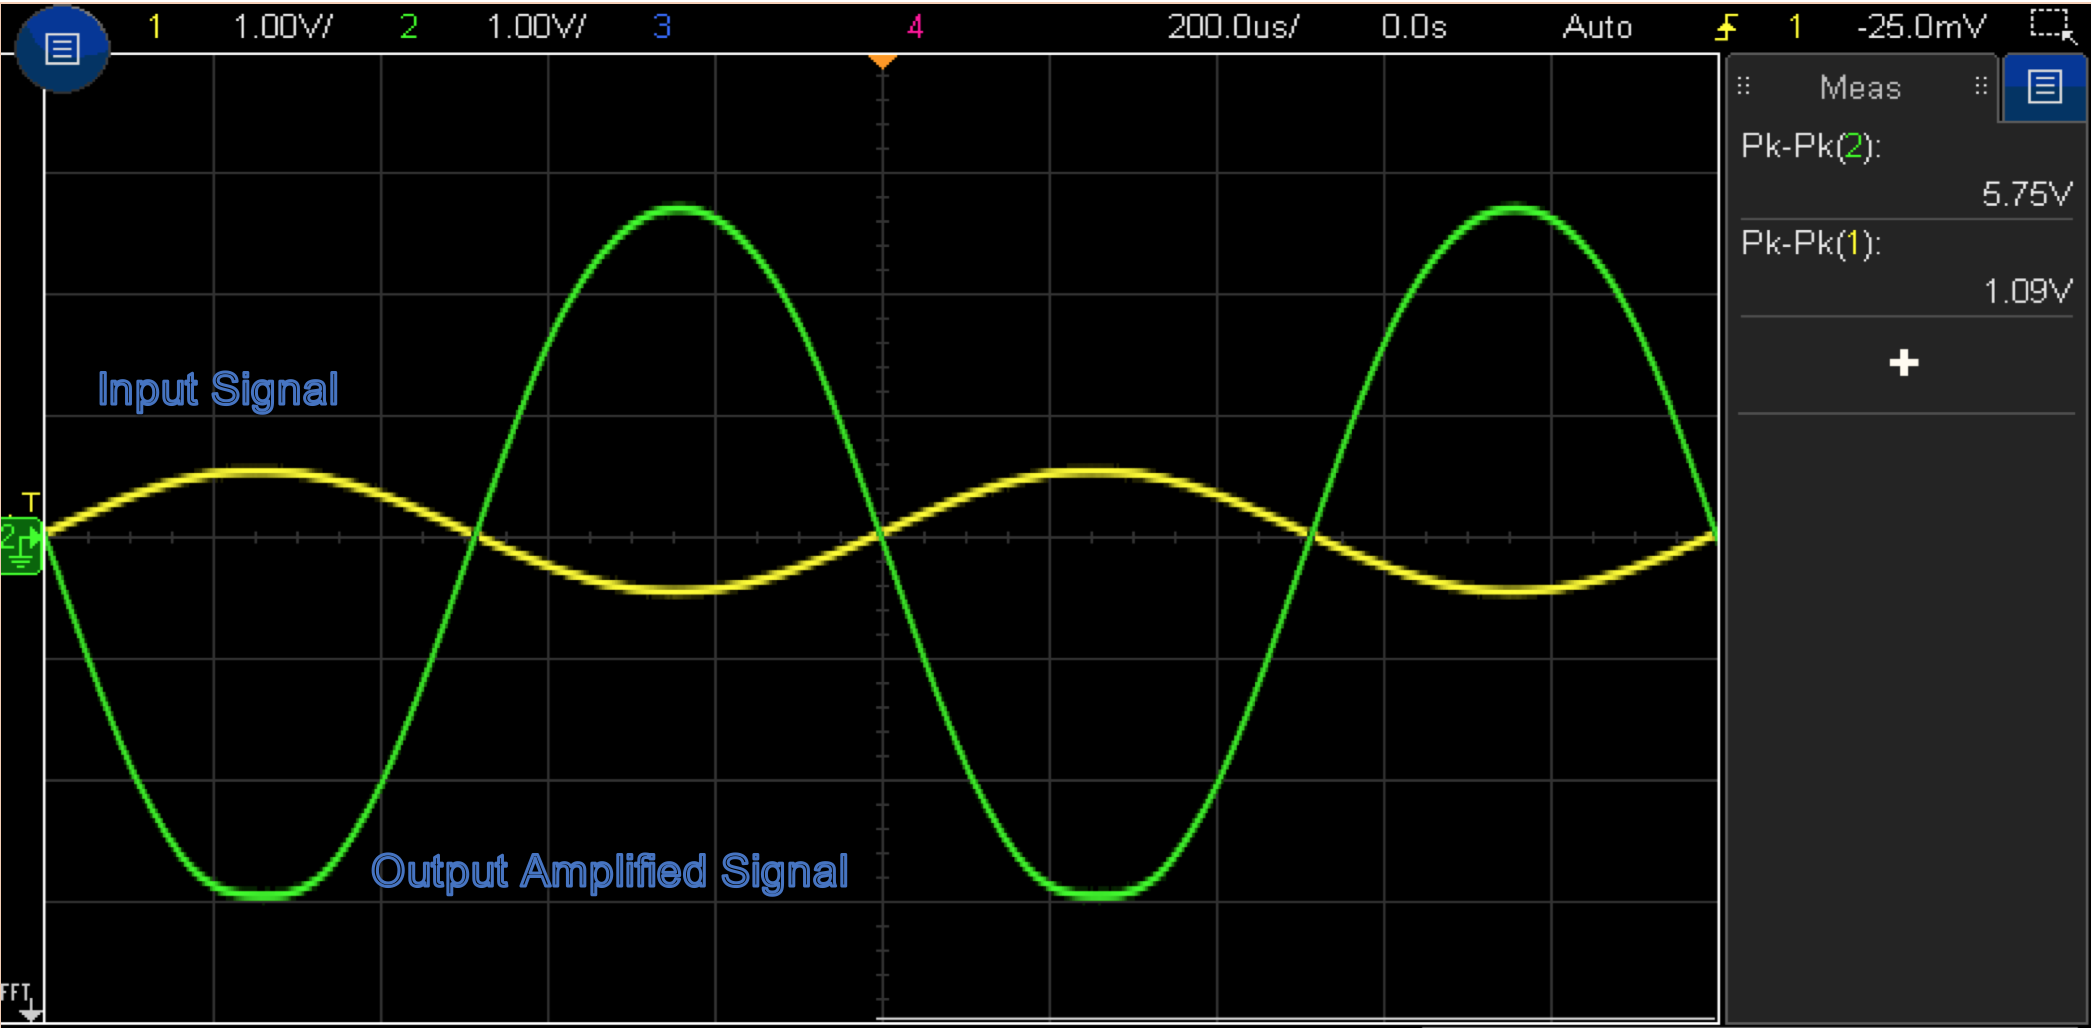 1 1.00V/ 2 1.00V/ 3 4 200.0us/ 0.0s Auto 1 -25.0mV
Meas
Pk-Pk(2):
5.75V
Pk-Pk(1):
1.09V
Input Signal
T
2
Output Amplified Signal
FFT